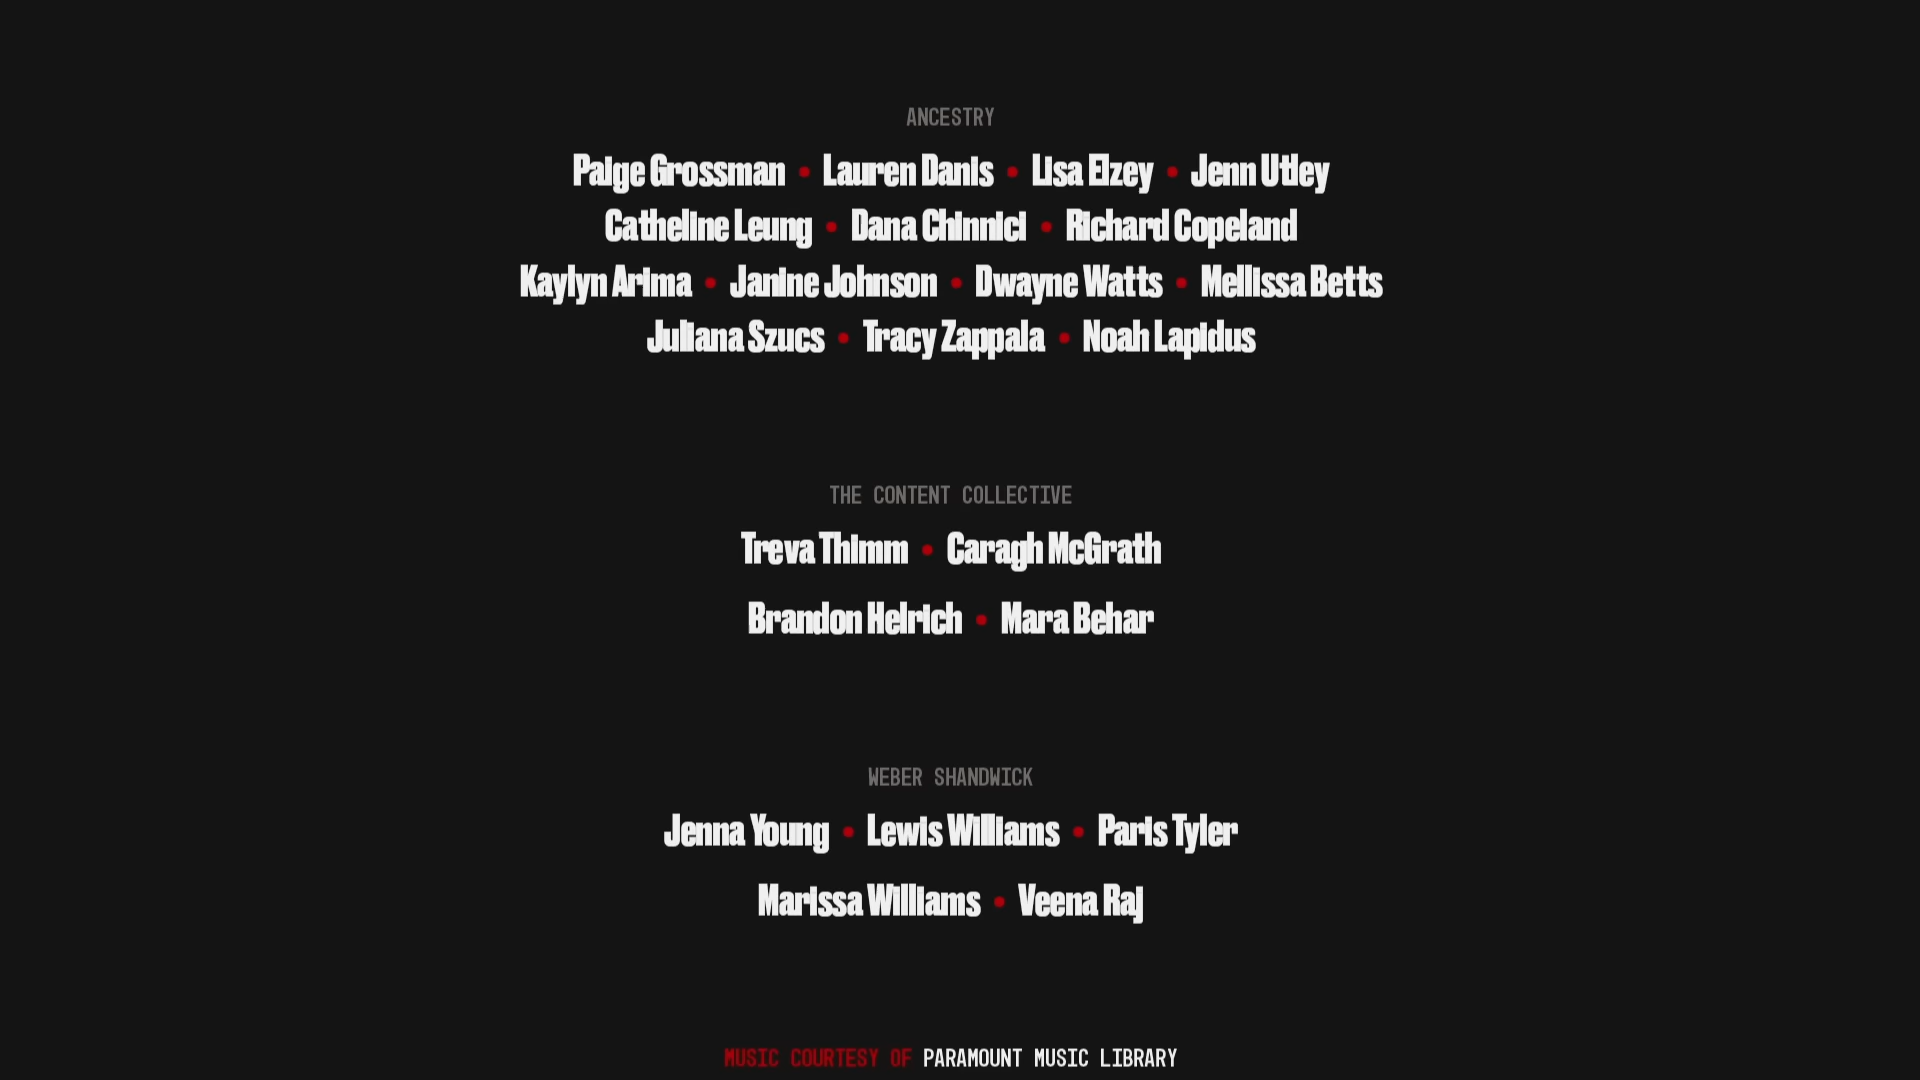 ANCESTRY
Paige Grossman • Lauren Danis • Lisa Elzey • Jenn Utley
Catheline Leung • Dana Chinnici • Richard Copeland
Kaylyn Arima • Janine Johnson • Dwayne Watts • Mellissa Betts
Juliana Szucs • Tracy Zappala • Noah Lapidus
THE CONTENT COLLECTIVE
Treva Thimm • Caragh McGrath
Brandon Helrich • Mara Behar
WEBER SHANDWICK
Jenna Young • Lewis Williams • Paris Tyler
Marissa Williams • Veena Raj
MUSIC COURTESY OF PARAMOUNT MUSIC LIBRARY